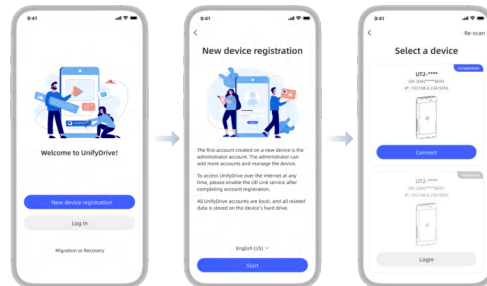 9:41
Welcome to UnifyDrive!
New device registration
Log in
Migration or Recovery
9:41
New device registration
The first account created on a new device is the
administrator account. The administrator can
add more accounts and manage the device.
To access UnifyDrive over the internet at any
time, please enable the UD Link service after
completing account registration.
All UnifyDrive accounts are local, and all related
data is stored on the device's hard drive.
English (US)
Start
9:41
Re-scan
Select a device
UT2-****
Connect
UT2-****
Login